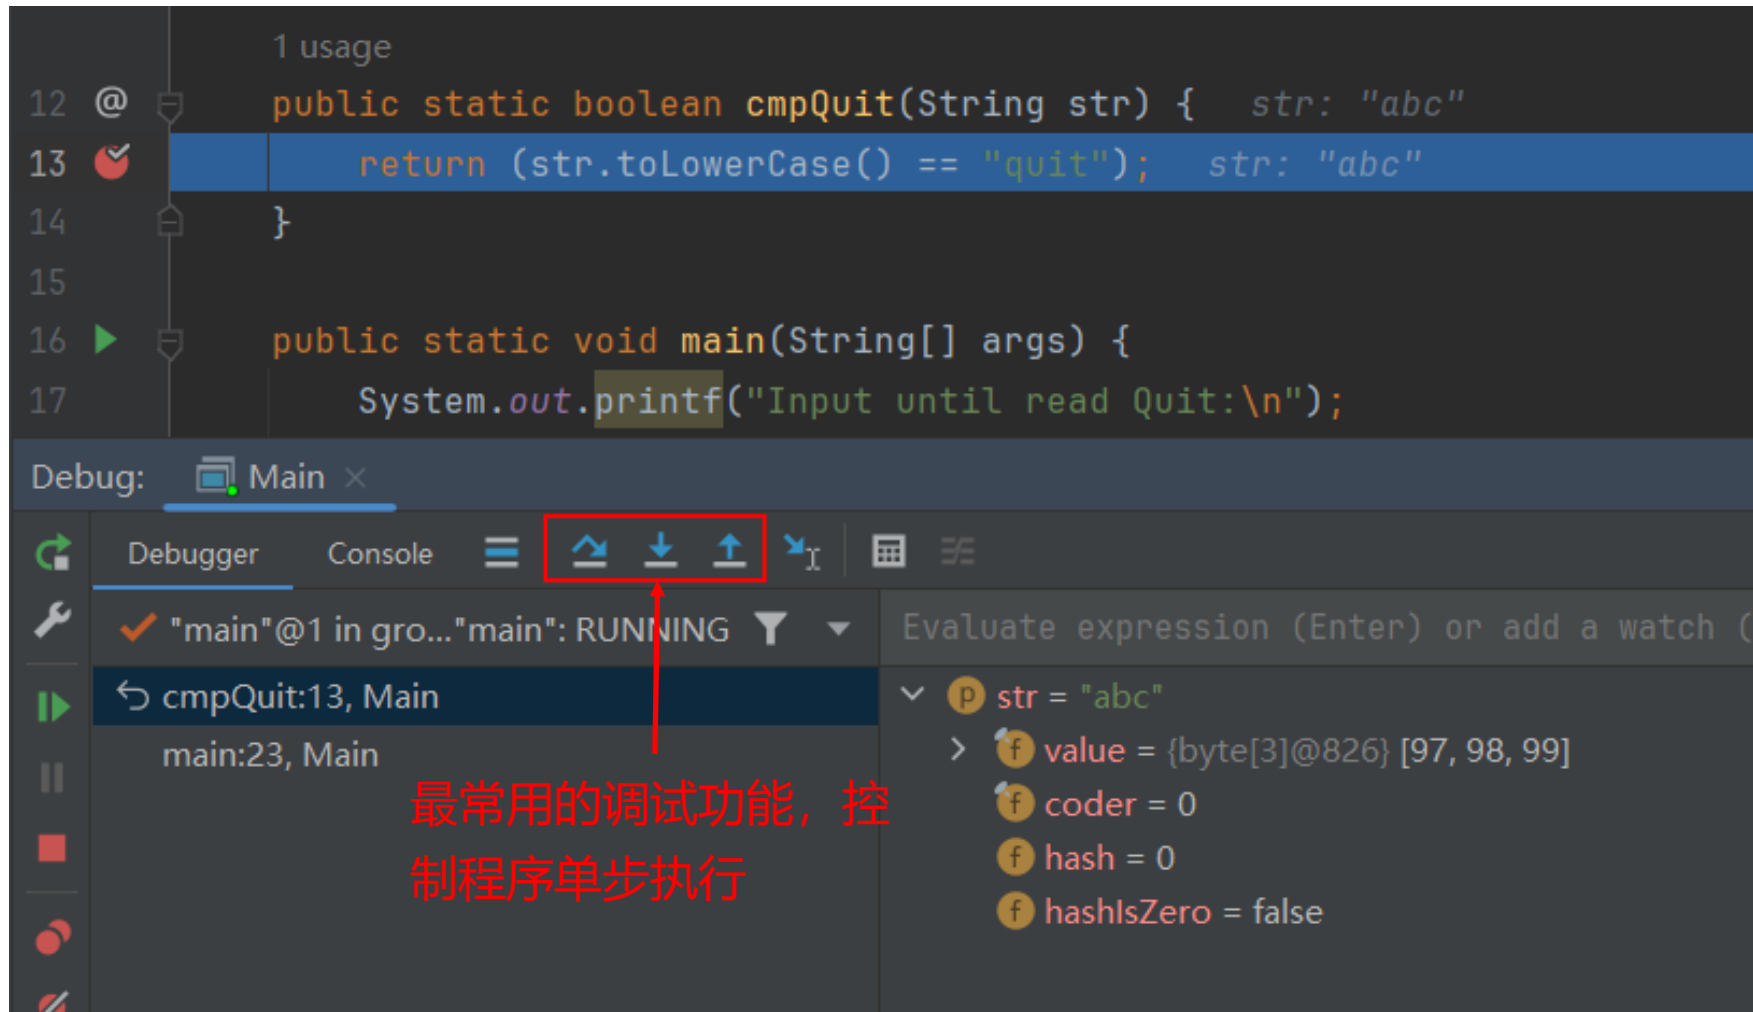 1 usage
12 @ public static boolean cmpQuit(String str) { str: "abc"
13 return (str.toLowerCase() == "quit"); str: "abc"
14 }
15
16 public static void main(String[] args) {
17 System.out.printf("Input until read Quit:\n");
Debug: Main ×
Debugger Console
"main"@1 in gro..."main": RUNNING
Evaluate expression (Enter) or add a watch (
cmpQuit:13, Main
main:23, Main
p str = "abc"
f value = {byte[3]@826} [97, 98, 99]
f coder = 0
f hash = 0
f hashIsZero = false
最常用的调试功能，控
制程序单步执行